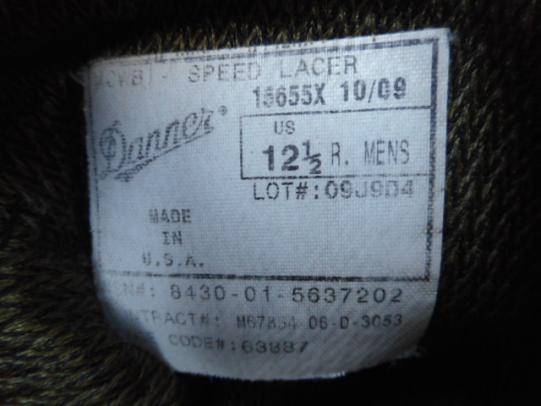 - SPEED LACER
15655X 10/09
Danner®
US
12½ R. MENS
LOT#:09J9D4
MADE
IN
U.S.A.
8430-01-5637202
M67854 06-D-3053
CODE#:63887